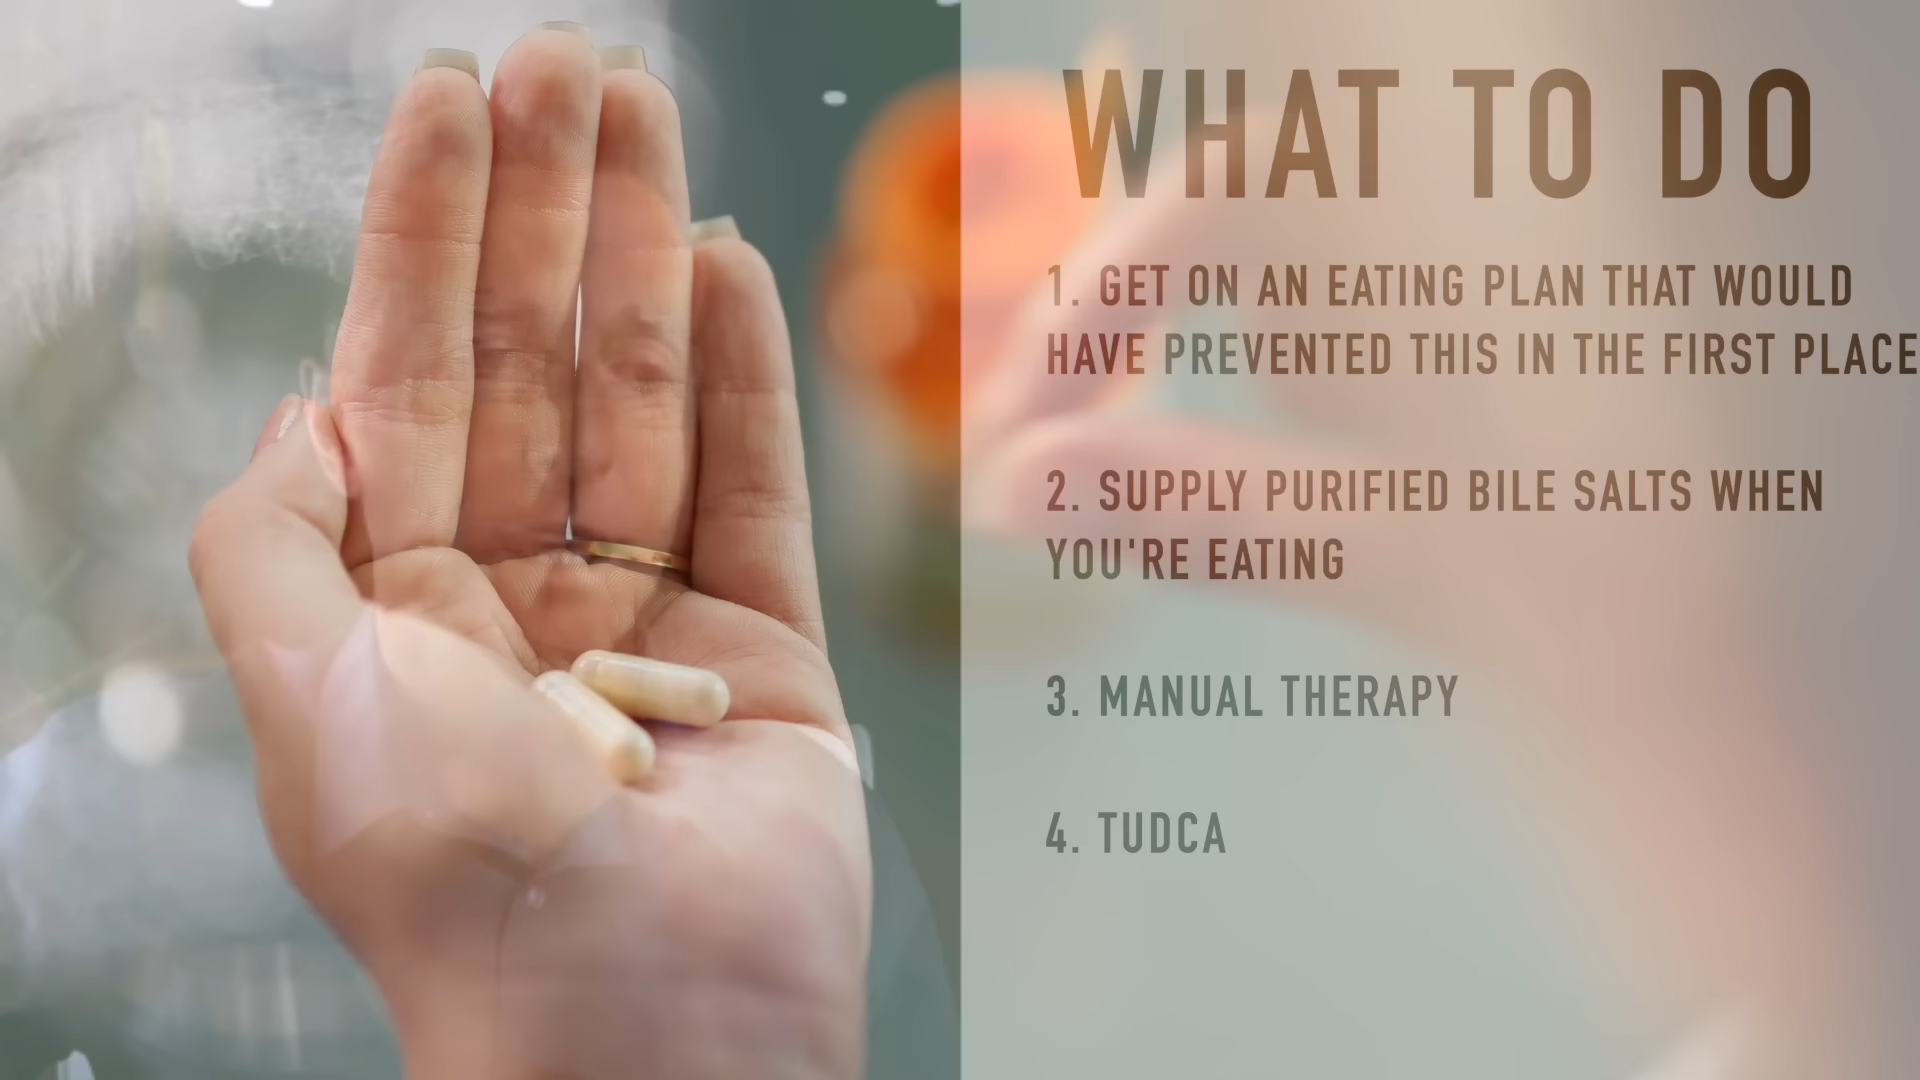 WHAT TO DO
1. GET ON AN EATING PLAN THAT WOULD
HAVE PREVENTED THIS IN THE FIRST PLACE
2. SUPPLY PURIFIED BILE SALTS WHEN
YOU'RE EATING
3. MANUAL THERAPY
4. TUDCA